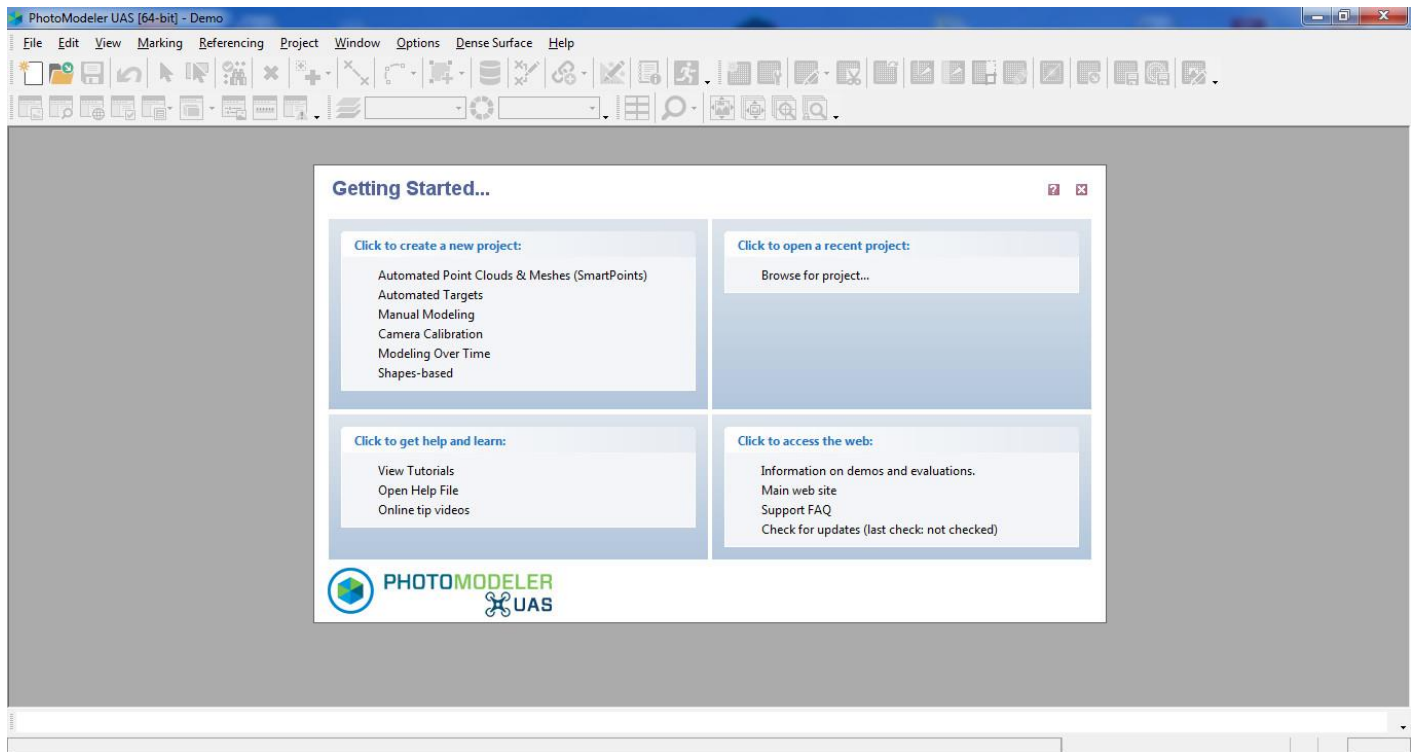 PhotoModeler UAS [64-bit] - Demo
File Edit View Marking Referencing Project Window Options Dense Surface Help
Getting Started...
Click to create a new project:
Automated Point Clouds & Meshes (SmartPoints)
Automated Targets
Manual Modeling
Camera Calibration
Modeling Over Time
Shapes-based
Click to open a recent project:
Browse for project...
Click to get help and learn:
View Tutorials
Open Help File
Online tip videos
Click to access the web:
Information on demos and evaluations.
Main web site
Support FAQ
Check for updates (last check: not checked)
PHOTOMODELER
UAS